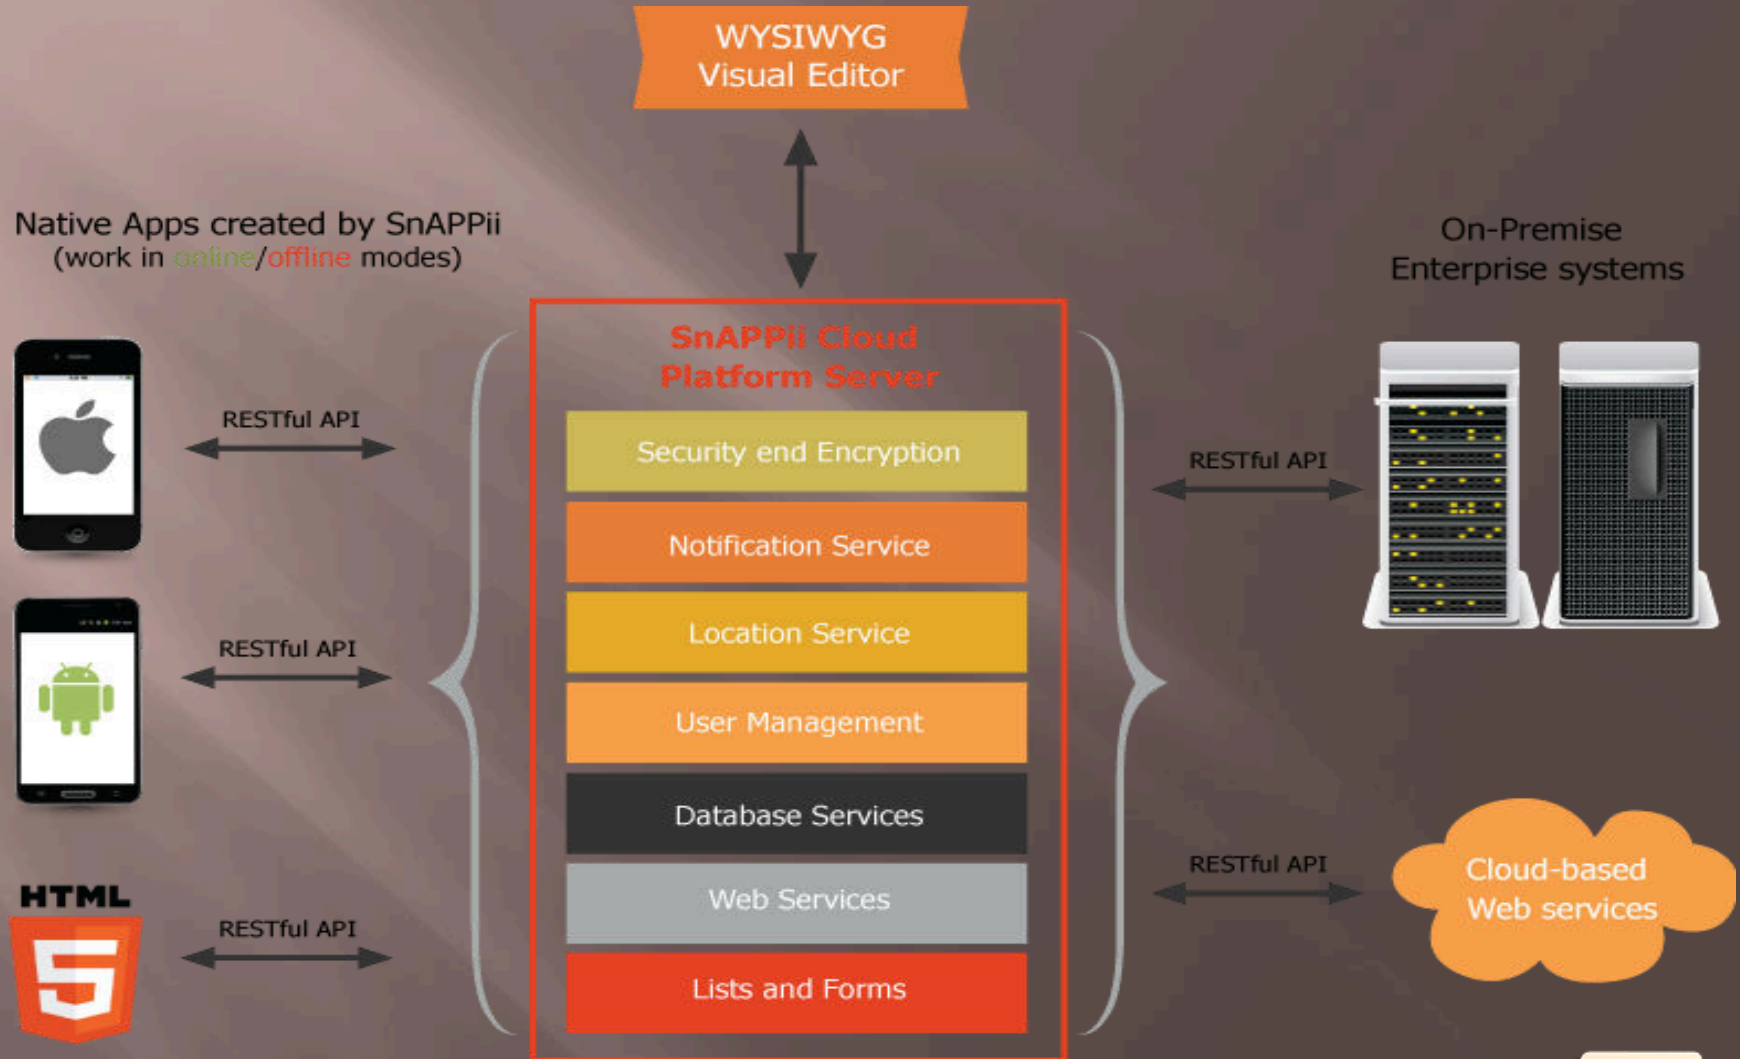 WYSIWYG
Visual Editor
Native Apps created by SnAPPii
(work in online/offline modes)
On-Premise
Enterprise systems
SnAPPii Cloud
Platform Server
RESTful API
Security end Encryption
RESTful API
Notification Service
RESTful API
Location Service
User Management
Database Services
RESTful API
Cloud-based
Web services
HTML
5
Web Services
RESTful API
Lists and Forms